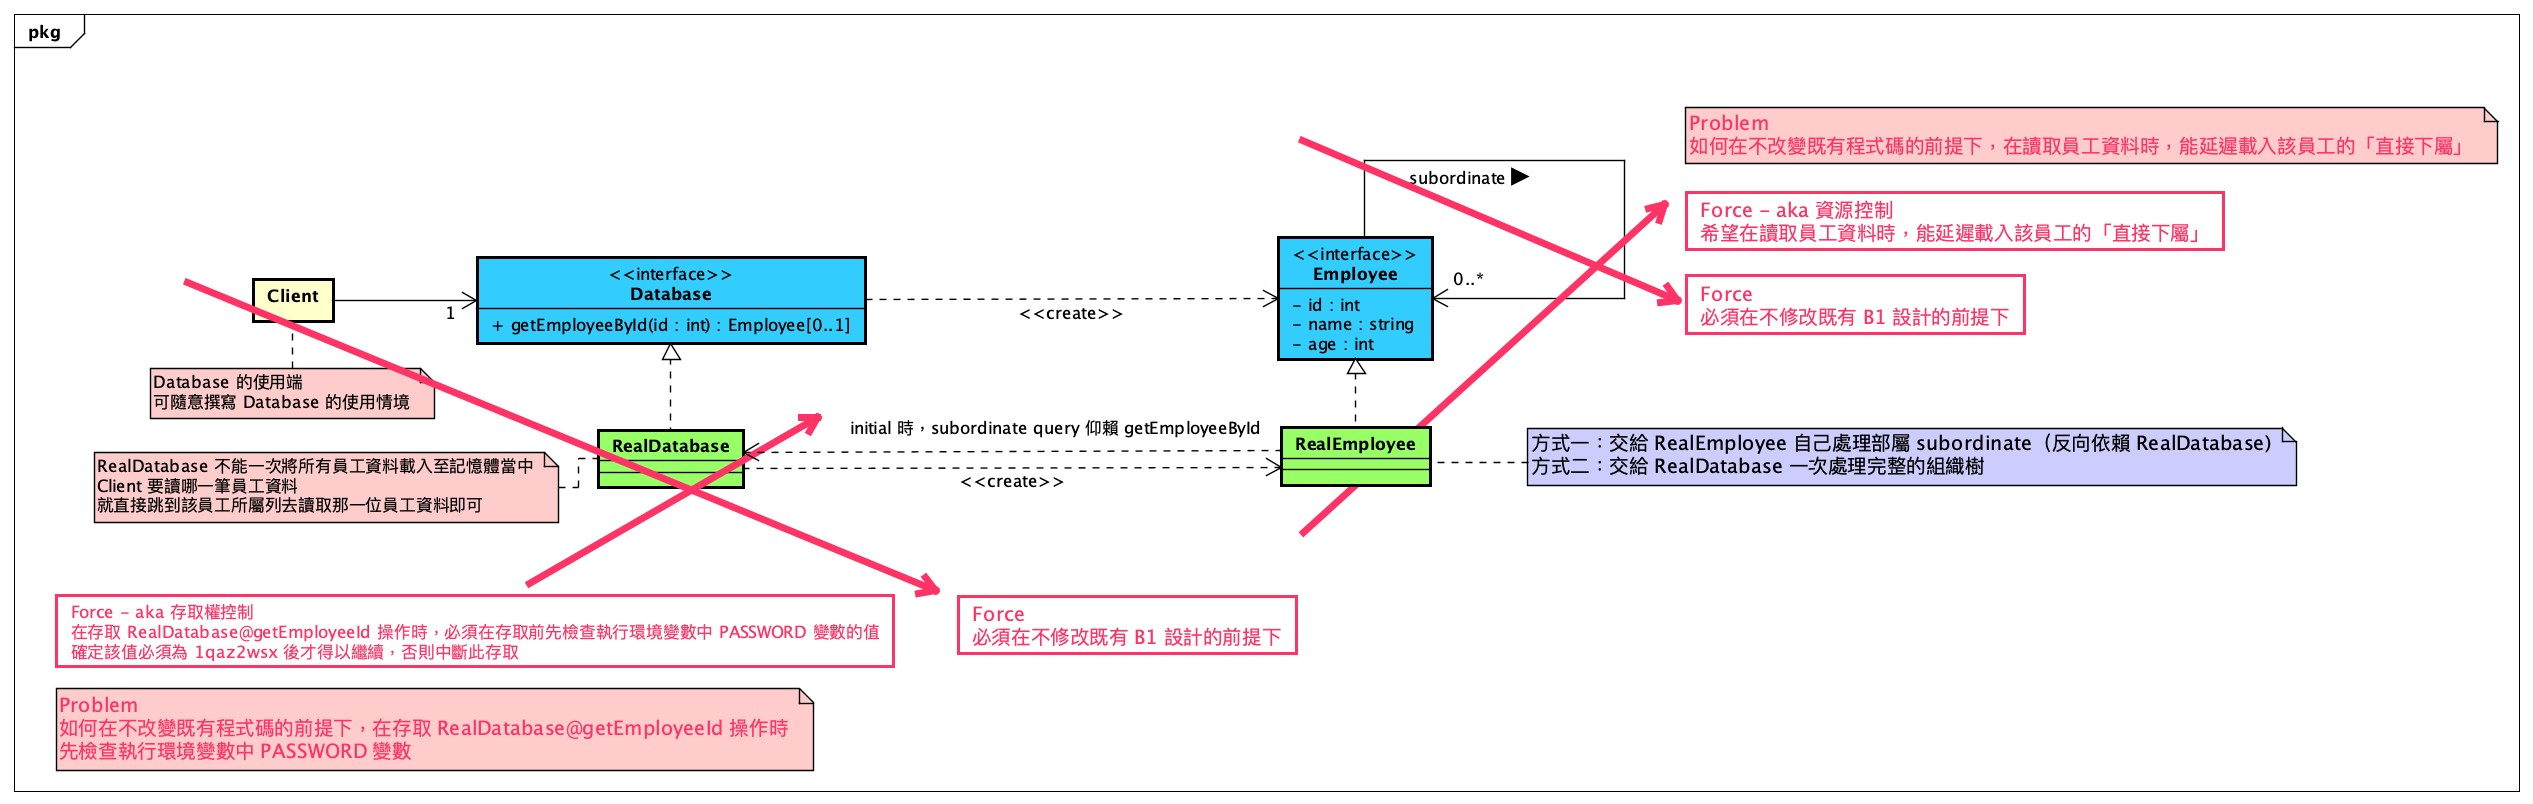 pkg
Problem
如何在不改變既有程式碼的前提下，在讀取員工資料時，能延遲載入該員工的「直接下屬」
subordinate ▶
Force – aka 資源控制
希望在讀取員工資料時，能延遲載入該員工的「直接下屬」
<<interface>>
Database
+ getEmployeeById(id : int) : Employee[0..1]
<<interface>>
Employee
– id : int
– name : string
– age : int
0..*
Client
1
<<create>>
Force
必須在不修改既有 B1 設計的前提下
Database 的使用端
可隨意撰寫 Database 的使用情境
RealDatabase
initial 時，subordinate query 仰賴 getEmployeeById
RealEmployee
方式一：交給 RealEmployee 自己處理部屬 subordinate（反向依賴 RealDatabase）
方式二：交給 RealDatabase 一次處理完整的組織樹
RealDatabase 不能一次將所有員工資料載入至記憶體當中
Client 要讀哪一筆員工資料
就直接跳到該員工所屬列去讀取那一位員工資料即可
<<create>>
Force – aka 存取權控制
在存取 RealDatabase@getEmployeeId 操作時，必須在存取前先檢查執行環境變數中 PASSWORD 變數的值
確定該值必須為 1qaz2wsx 後才得以繼續，否則中斷此存取
Force
必須在不修改既有 B1 設計的前提下
Problem
如何在不改變既有程式碼的前提下，在存取 RealDatabase@getEmployeeId 操作時
先檢查執行環境變數中 PASSWORD 變數